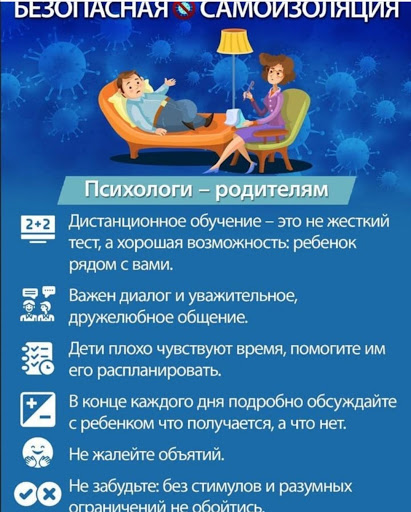 БЕЗОПАСНАЯ САМОИЗОЛЯЦИЯ
Психологи – родителям
2+2
Дистанционное обучение – это не жесткий
тест, а хорошая возможность: ребенок
рядом с вами.
Важен диалог и уважительное,
дружелюбное общение.
Дети плохо чувствуют время, помогите им
его распланировать.
В конце каждого дня подробно обсуждайте
с ребенком что получается, а что нет.
Не жалейте объятий.
Не забудьте: без стимулов и разумных
ограничений не обойтись.